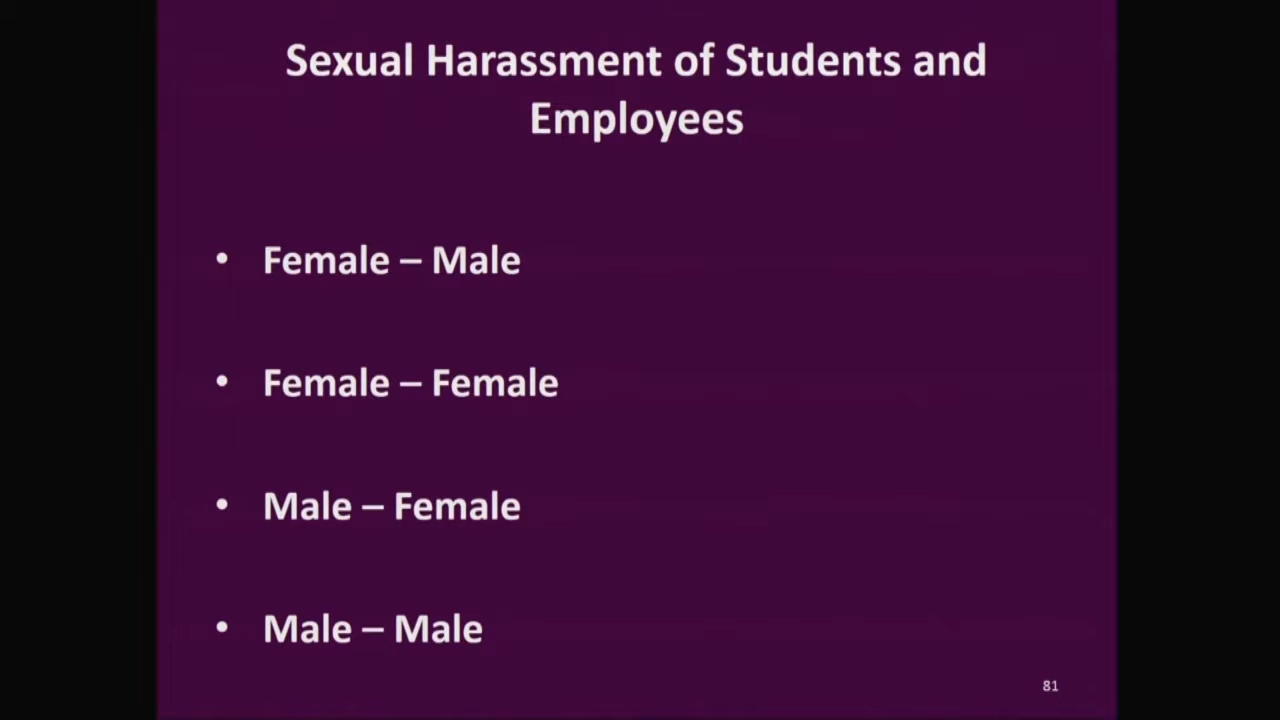 Sexual Harassment of Students and
Employees
• Female – Male
• Female – Female
• Male – Female
• Male – Male
81